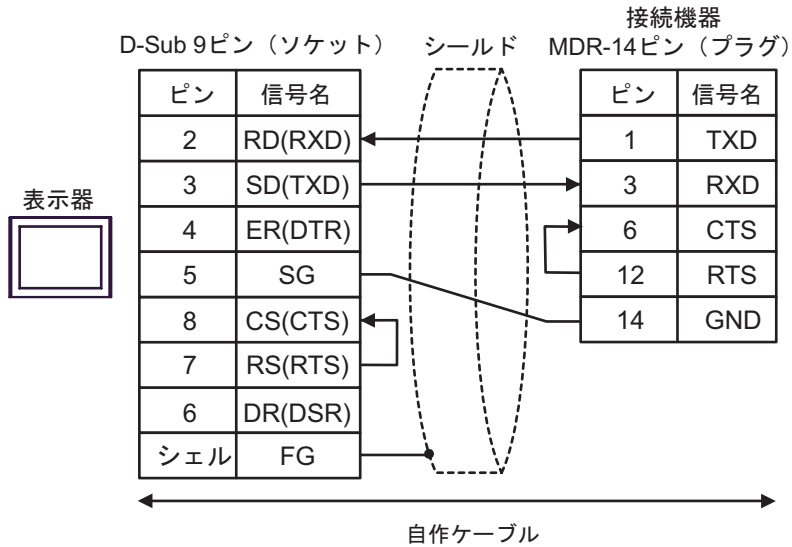 接続機器
D-Sub 9ピン（ソケット） シールド MDR-14ピン（プラグ）
ピン 信号名 ピン 信号名
2 RD(RXD) 1 TXD
3 SD(TXD) 3 RXD
表示器
4 ER(DTR) 6 CTS
5 SG 12 RTS
8 CS(CTS) 14 GND
7 RS(RTS)
6 DR(DSR)
シェル FG
自作ケーブル